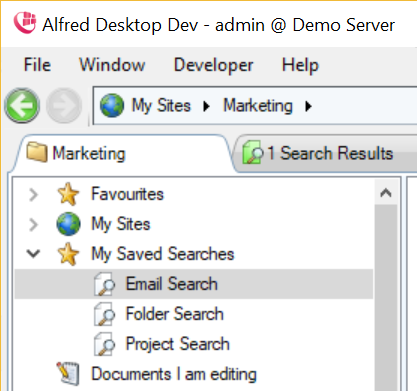 Alfred Desktop Dev - admin @ Demo Server
File Window Developer Help
My Sites Marketing
Marketing 1 Search Results
Favourites
My Sites
My Saved Searches
Email Search
Folder Search
Project Search
Documents I am editing